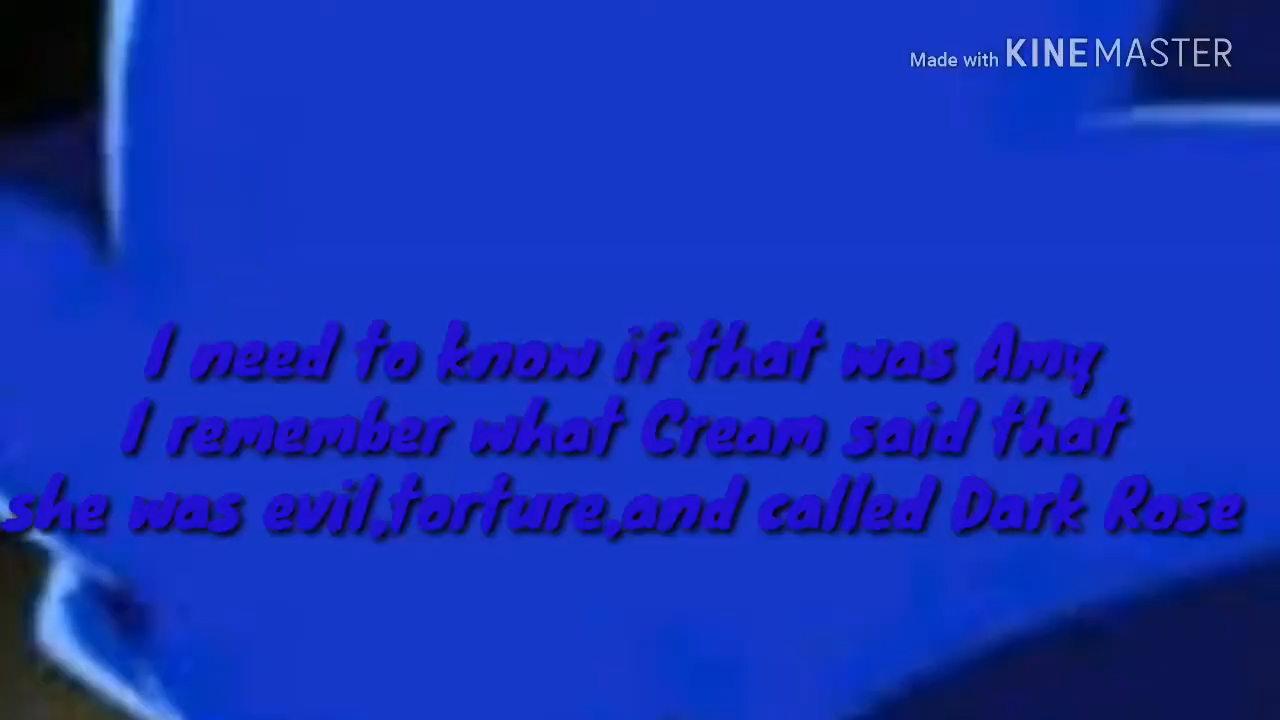 Made with KINEMASTER
I need to know if that was Amy
I remember what Cream said that
she was evil,torture,and called Dark Rose